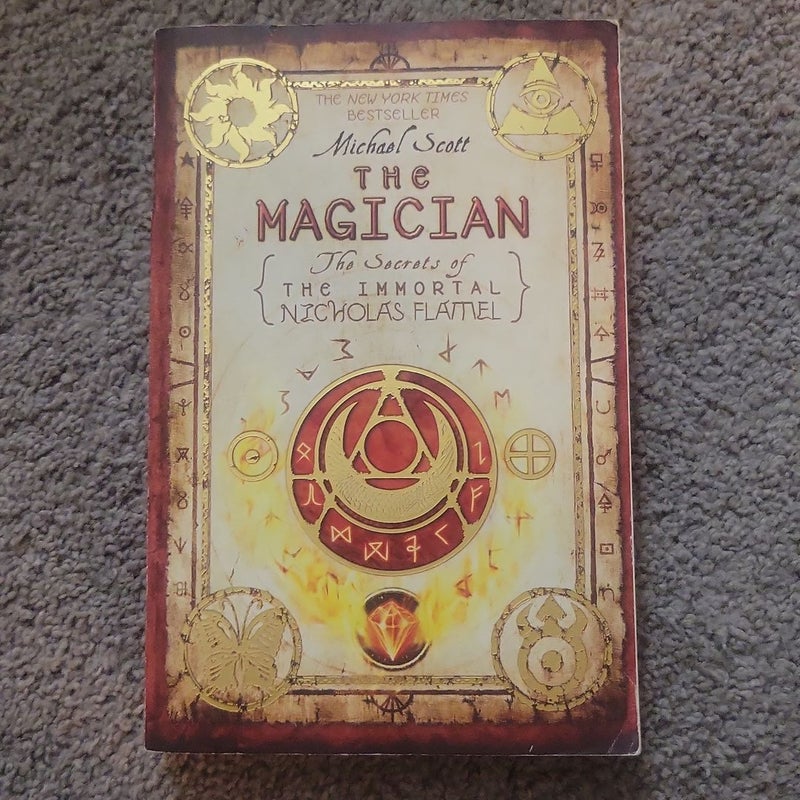 THE NEW YORK TIMES
BESTSELLER
Michael Scott
THE
MAGICIAN
The Secrets of
THE IMMORTAL
NICHOLAS FLAMEL